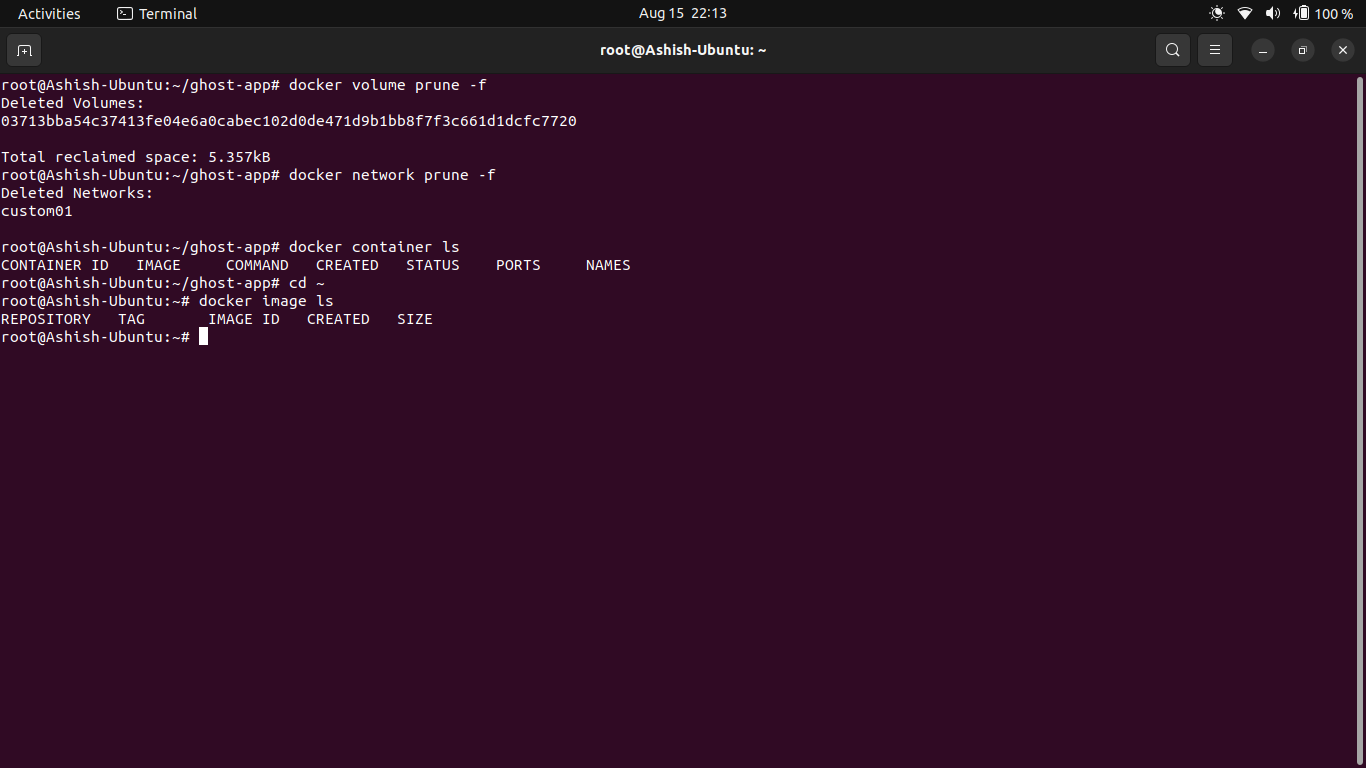 Activities Terminal Aug 15 22:13 100 %
root@Ashish-Ubuntu: ~
root@Ashish-Ubuntu:~/ghost-app# docker volume prune -f
Deleted Volumes:
03713bba54c37413fe04e6a0cabec102d0de471d9b1bb8f7f3c661d1dcfc7720
Total reclaimed space: 5.357kB
root@Ashish-Ubuntu:~/ghost-app# docker network prune -f
Deleted Networks:
custom01
root@Ashish-Ubuntu:~/ghost-app# docker container ls
CONTAINER ID   IMAGE     COMMAND   CREATED   STATUS    PORTS     NAMES
root@Ashish-Ubuntu:~/ghost-app# cd ~
root@Ashish-Ubuntu:~# docker image ls
REPOSITORY   TAG       IMAGE ID   CREATED   SIZE
root@Ashish-Ubuntu:~#